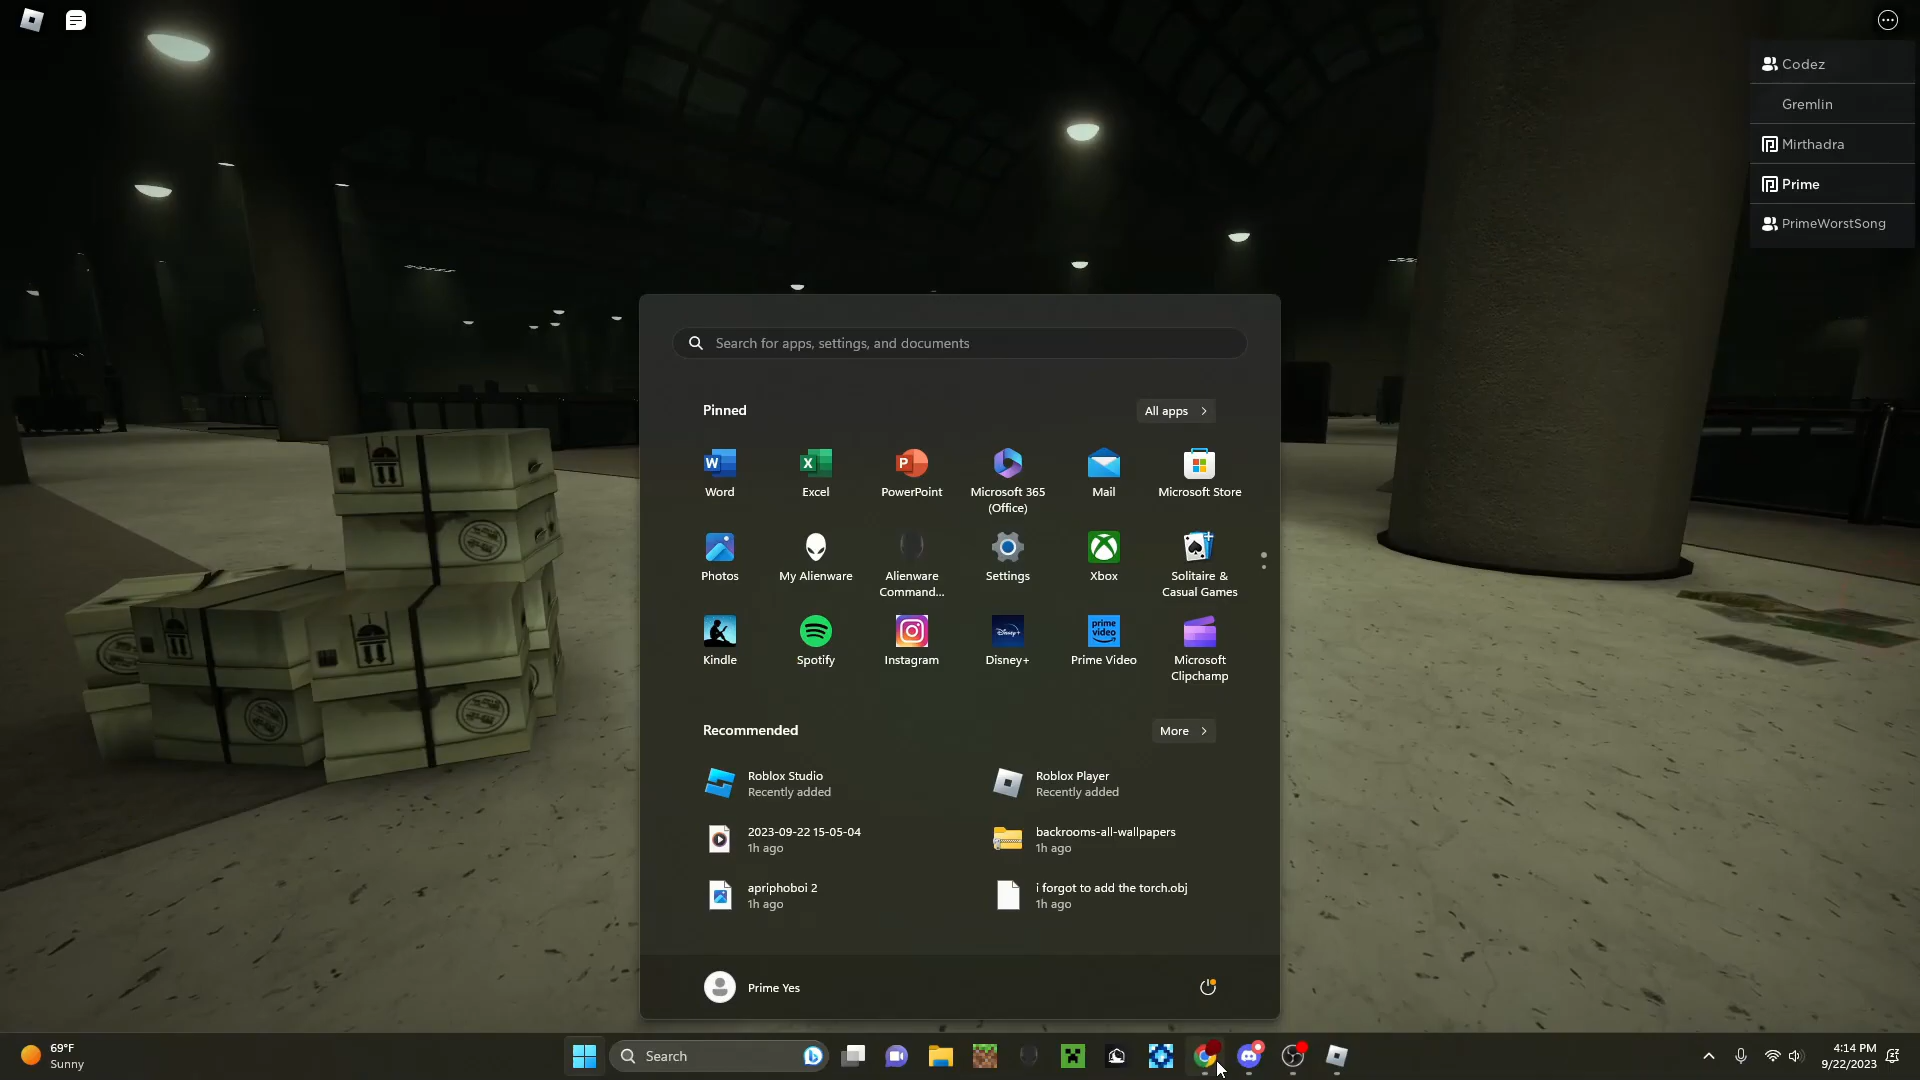 Codez
Gremlin
Mirthadra
Prime
PrimeWorstSong
Search for apps, settings, and documents
Pinned
All apps
Word
Excel
PowerPoint
Microsoft 365
(Office)
Mail
Microsoft Store
Photos
My Alienware
Alienware
Command...
Settings
Xbox
Solitaire &
Casual Games
Kindle
Spotify
Instagram
Disney+
prime
video
Prime Video
Microsoft
Clipchamp
Recommended
More
Roblox Studio
Recently added
Roblox Player
Recently added
2023-09-22 15-05-04
1h ago
backrooms-all-wallpapers
1h ago
apriphoboi 2
1h ago
i forgot to add the torch.obj
1h ago
Prime Yes
69°F
Sunny
Search
4:14 PM
9/22/2023